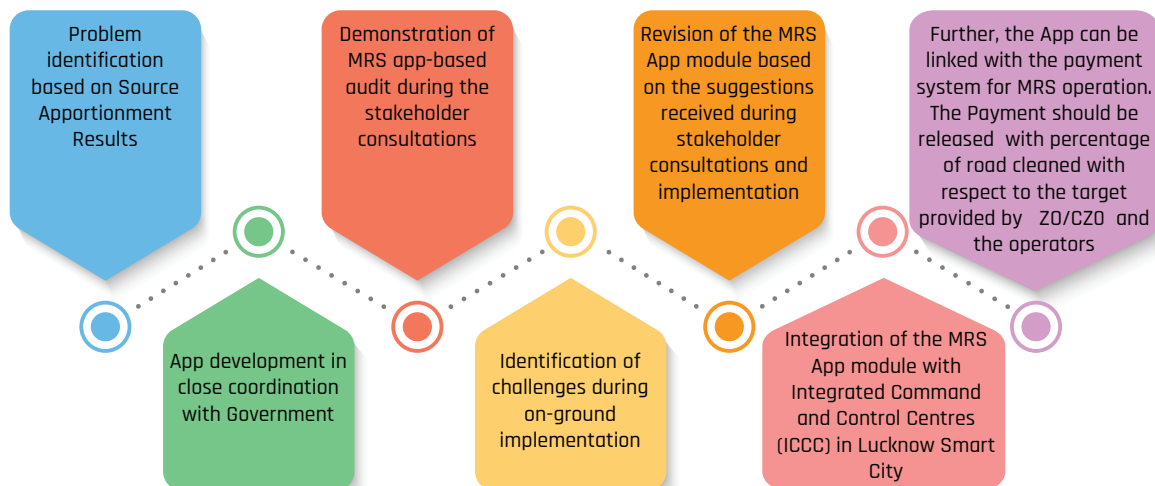 Problem
identification
based on Source
Apportionment
Results
App development in
close coordination
with Government
Demonstration of
MRS app-based
audit during the
stakeholder
consultations
Identification of
challenges during
on-ground
implementation
Revision of the MRS
App module based
on the suggestions
received during
stakeholder
consultations and
implementation
Integration of the MRS
App module with
Integrated Command
and Control Centres
(ICCC) in Lucknow Smart
City
Further, the App can be
linked with the payment
system for MRS operation.
The Payment should be
released with percentage
of road cleaned with
respect to the target
provided by ZO/CZO and
the operators